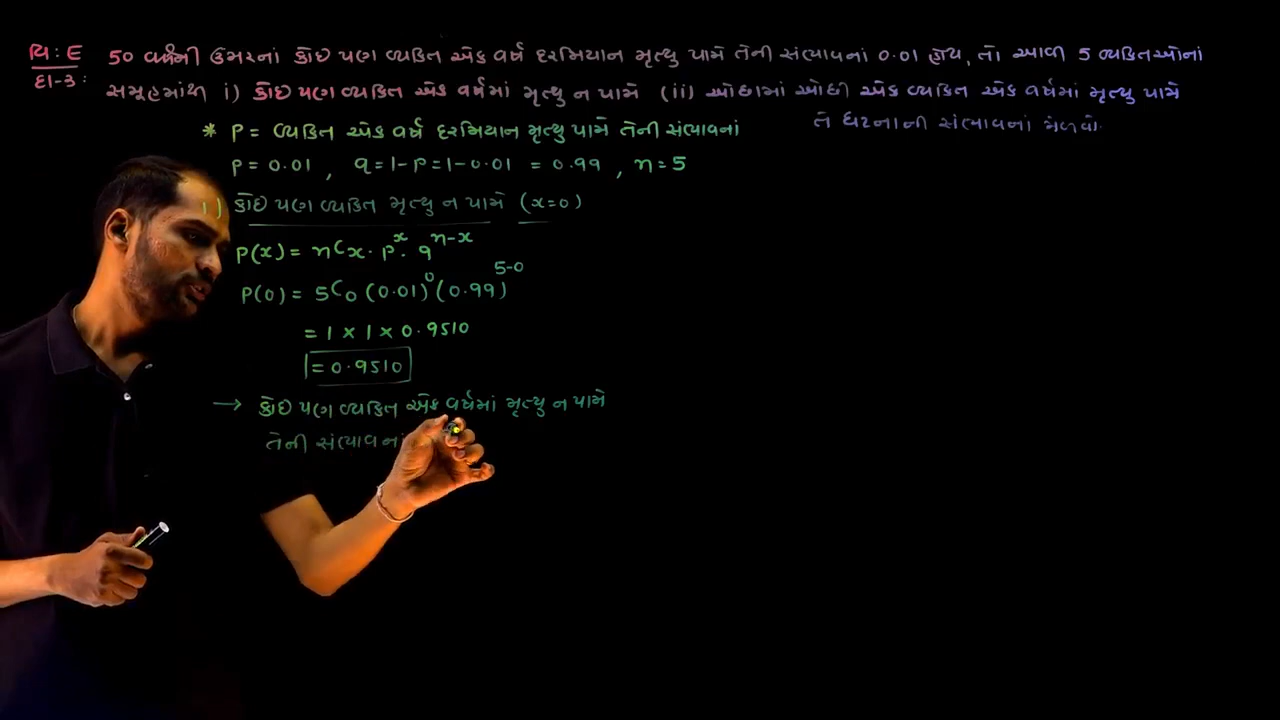 વિ : E 50 વર્ષની ઉંમરનાં કોઈ પણ વ્યકિત એક વર્ષ દરમિયાન મૃત્યુ પામે તેની સંભાવનાં 0.01 હોય, તો આવી 5 વ્યકિતઓનાં
દા-3: સમૂહમાંથી i) કોઈ પણ વ્યકિત એક વર્ષમાં મૃત્યુ ન પામે (ii) ઓછામાં ઓછી એક વ્યકિત એક વર્ષમાં મૃત્યુ પામે
તે ઘટનાની સંભાવનાં મેળવો.
* P = વ્યકિત એક વર્ષ દરમિયાન મૃત્યુ પામે તેની સંભાવનાં
P = 0.01 , q = 1-P = 1-0.01 = 0.99 , n = 5
1) કોઈ પણ વ્યકિત મૃત્યુ ન પામે (x=0)
P(x) = nCx · P^x · q^{n-x}
P(0) = 5C0 (0.01)^0 (0.99)^{5-0}
= 1 × 1 × 0.9510
= 0.9510
→ કોઈ પણ વ્યકિત એક વર્ષમાં મૃત્યુ ન પામે
તેની સંભાવનાં